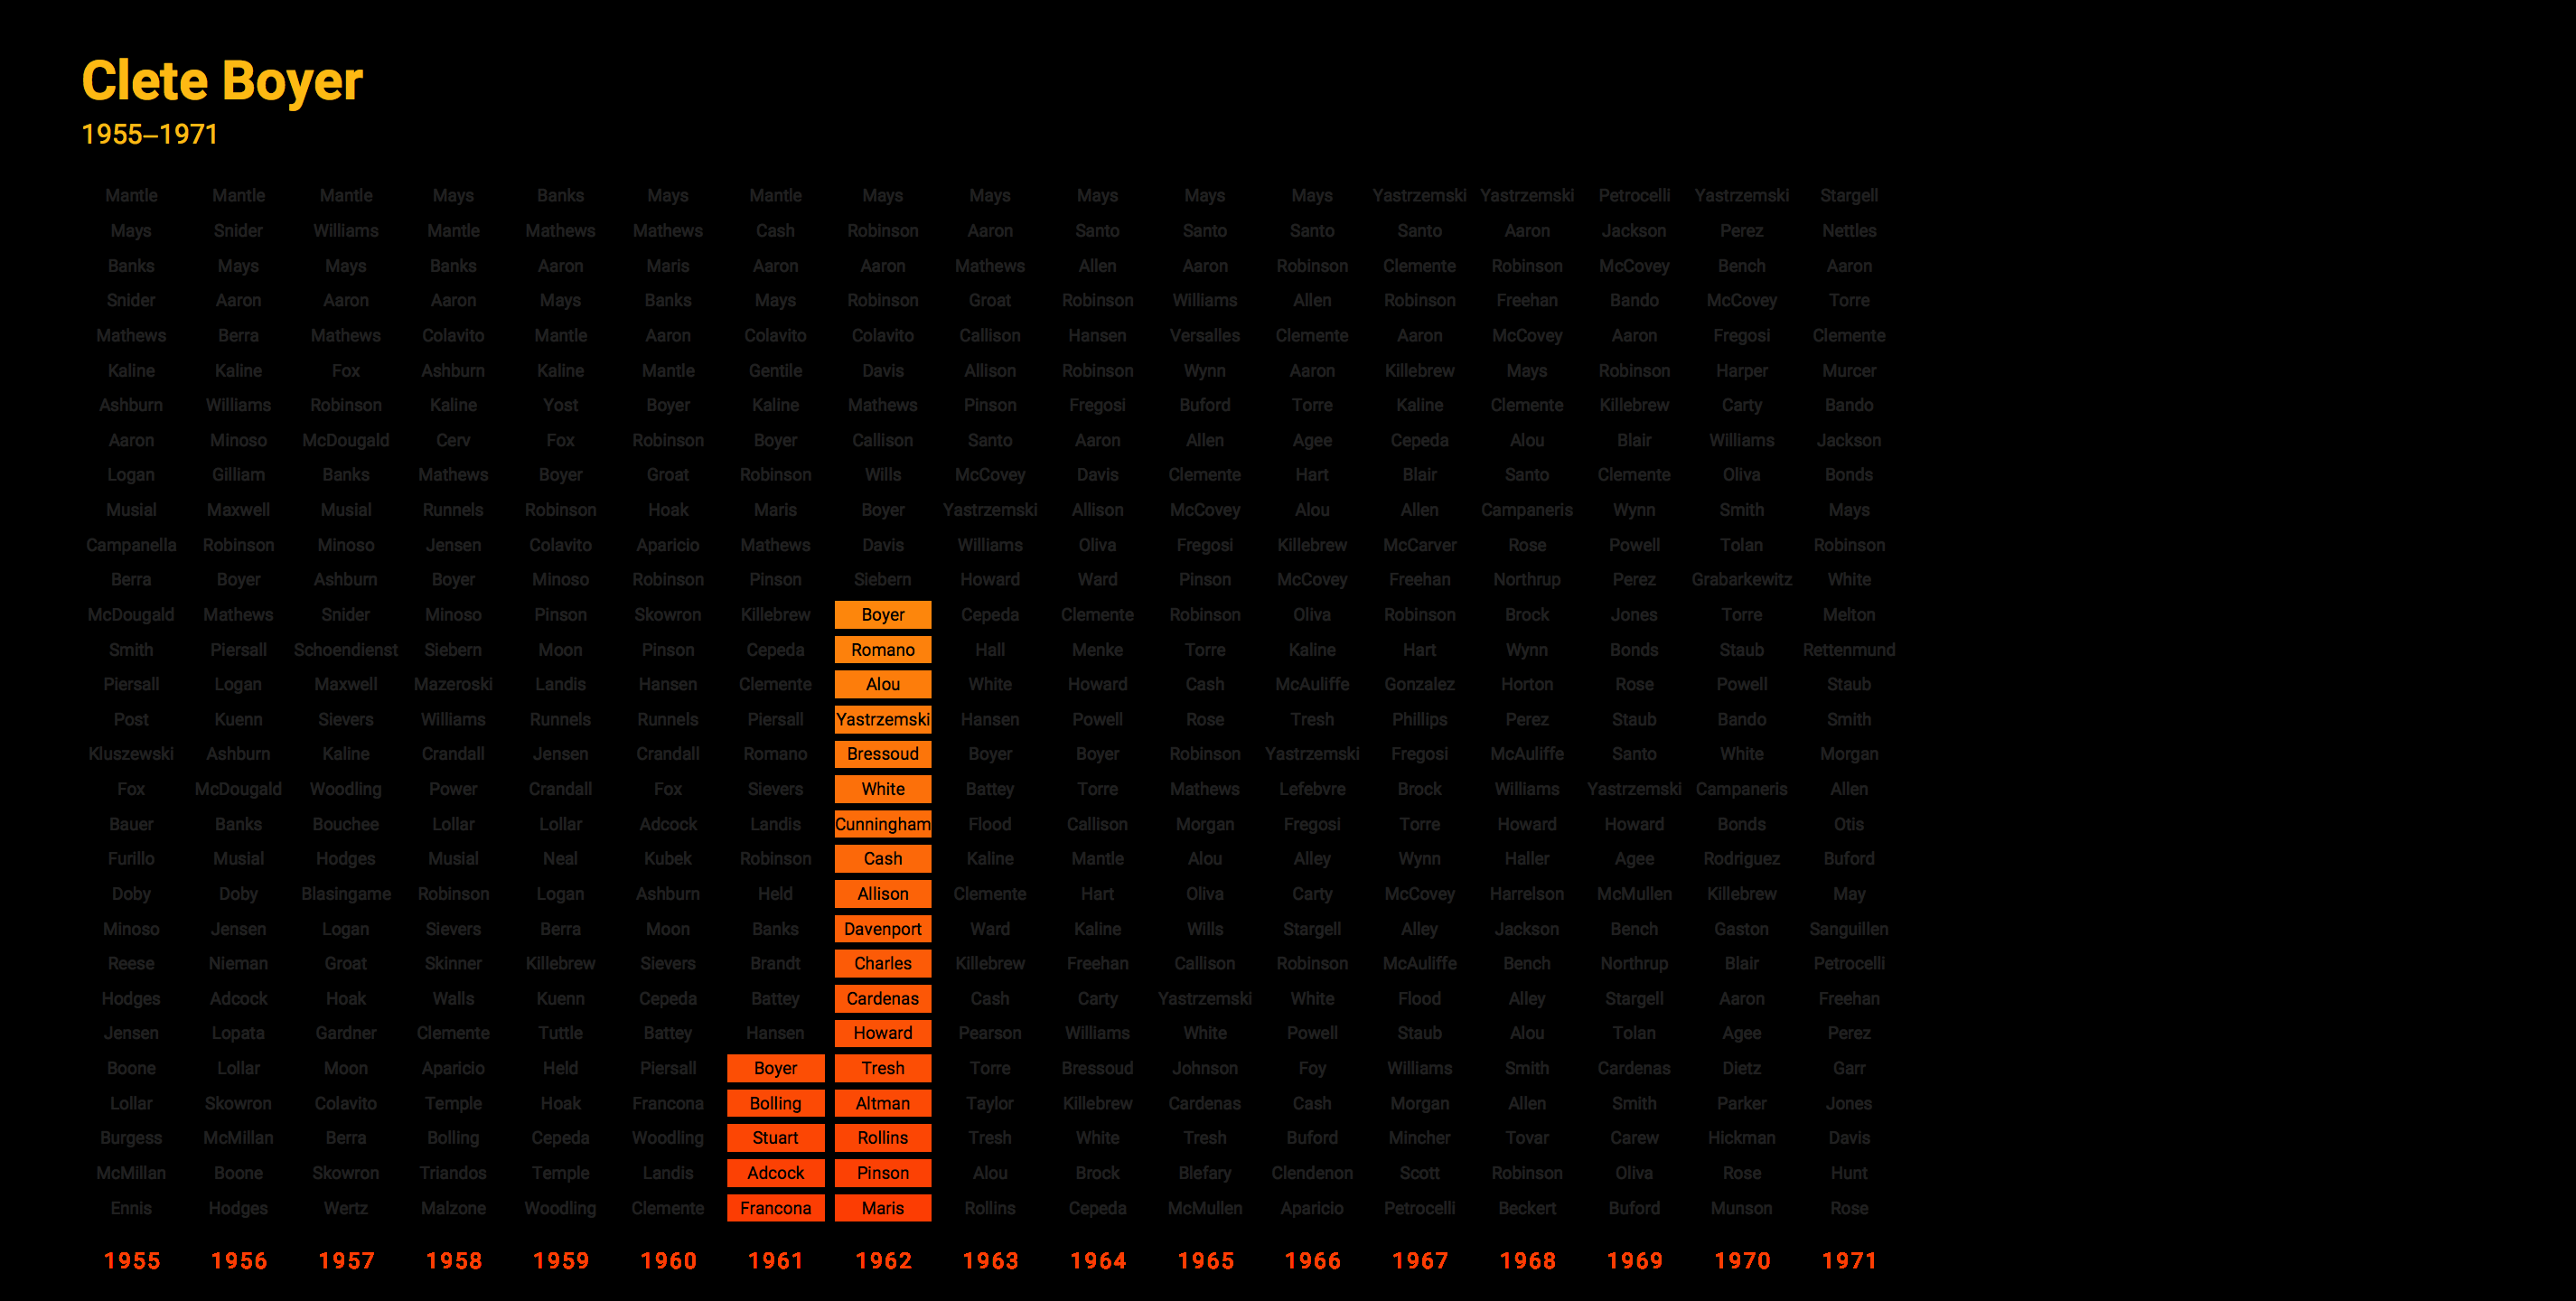 Clete Boyer
1955–1971
Mantle Mantle Mantle Mays Banks Mays Mantle Mays Mays Mays Mays Mays Yastrzemski Yastrzemski Petrocelli Yastrzemski Stargell
Mays Snider Williams Mantle Mathews Mathews Cash Robinson Aaron Santo Santo Santo Santo Aaron Jackson Perez Nettles
Banks Mays Mays Banks Aaron Maris Aaron Aaron Mathews Allen Aaron Robinson Clemente Robinson McCovey Bench Aaron
Snider Aaron Aaron Aaron Mays Banks Mays Robinson Groat Robinson Williams Allen Robinson Freehan Bando McCovey Torre
Mathews Berra Mathews Colavito Mantle Aaron Colavito Colavito Callison Hansen Versalles Clemente Aaron McCovey Aaron Fregosi Clemente
Kaline Kaline Fox Ashburn Kaline Mantle Gentile Davis Allison Robinson Wynn Aaron Killebrew Mays Robinson Harper Murcer
Ashburn Williams Robinson Kaline Yost Boyer Kaline Mathews Pinson Fregosi Buford Torre Kaline Clemente Killebrew Carty Bando
Aaron Minoso McDougald Cerv Fox Robinson Boyer Callison Santo Aaron Allen Agee Cepeda Alou Blair Williams Jackson
Logan Gilliam Banks Mathews Boyer Groat Robinson Wills McCovey Davis Clemente Hart Blair Santo Clemente Oliva Bonds
Musial Maxwell Musial Runnels Robinson Hoak Maris Boyer Yastrzemski Allison McCovey Alou Allen Campaneris Wynn Smith Mays
Campanella Robinson Minoso Jensen Colavito Aparicio Mathews Davis Williams Oliva Fregosi Killebrew McCarver Rose Powell Tolan Robinson
Berra Boyer Ashburn Boyer Minoso Robinson Pinson Siebern Howard Ward Pinson McCovey Freehan Northrup Perez Grabarkewitz White
McDougald Mathews Snider Minoso Pinson Skowron Killebrew Boyer Cepeda Clemente Robinson Oliva Robinson Brock Jones Torre Melton
Smith Piersall Schoendienst Siebern Moon Pinson Cepeda Romano Hall Menke Torre Kaline Hart Wynn Bonds Staub Rettenmund
Piersall Logan Maxwell Mazeroski Landis Hansen Clemente Alou White Howard Cash McAuliffe Gonzalez Horton Rose Powell Staub
Post Kuenn Sievers Williams Runnels Runnels Piersall Yastrzemski Hansen Powell Rose Tresh Phillips Perez Staub Bando Smith
Kluszewski Ashburn Kaline Crandall Jensen Crandall Romano Bressoud Boyer Boyer Robinson Yastrzemski Fregosi McAuliffe Santo White Morgan
Fox McDougald Woodling Power Crandall Fox Sievers White Battey Torre Mathews Lefebvre Brock Williams Yastrzemski Campaneris Allen
Bauer Banks Bouchee Lollar Lollar Adcock Landis Cunningham Flood Callison Morgan Fregosi Torre Howard Howard Bonds Otis
Furillo Musial Hodges Musial Neal Kubek Robinson Cash Kaline Mantle Alou Alley Wynn Haller Agee Rodriguez Buford
Doby Doby Blasingame Robinson Logan Ashburn Held Allison Clemente Hart Oliva Carty McCovey Harrelson McMullen Killebrew May
Minoso Jensen Logan Sievers Berra Moon Banks Davenport Ward Kaline Wills Stargell Alley Jackson Bench Gaston Sanguillen
Reese Nieman Groat Skinner Killebrew Sievers Brandt Charles Killebrew Freehan Callison Robinson McAuliffe Bench Northrup Blair Petrocelli
Hodges Adcock Hoak Walls Kuenn Cepeda Battey Cardenas Cash Carty Yastrzemski White Flood Alley Stargell Aaron Freehan
Jensen Lopata Gardner Clemente Tuttle Battey Hansen Howard Pearson Williams White Powell Staub Alou Tolan Agee Perez
Boone Lollar Moon Aparicio Held Piersall Boyer Tresh Torre Bressoud Johnson Foy Williams Smith Cardenas Dietz Garr
Lollar Skowron Colavito Temple Hoak Francona Bolling Altman Taylor Killebrew Cardenas Cash Morgan Allen Smith Parker Jones
Burgess McMillan Berra Bolling Cepeda Woodling Stuart Rollins Tresh White Tresh Buford Mincher Tovar Carew Hickman Davis
McMillan Boone Skowron Triandos Temple Landis Adcock Pinson Alou Brock Blefary Clendenon Scott Robinson Oliva Rose Hunt
Ennis Hodges Wertz Malzone Woodling Clemente Francona Maris Rollins Cepeda McMullen Aparicio Petrocelli Beckert Buford Munson Rose
1955 1956 1957 1958 1959 1960 1961 1962 1963 1964 1965 1966 1967 1968 1969 1970 1971